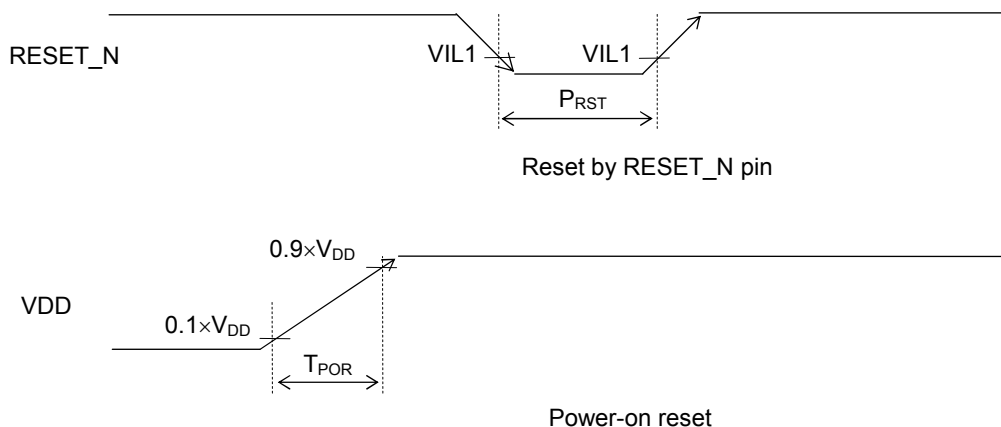 RESET_N
VIL1
VIL1
PRST
Reset by RESET_N pin
0.9×VDD
VDD
0.1×VDD
TPOR
Power-on reset